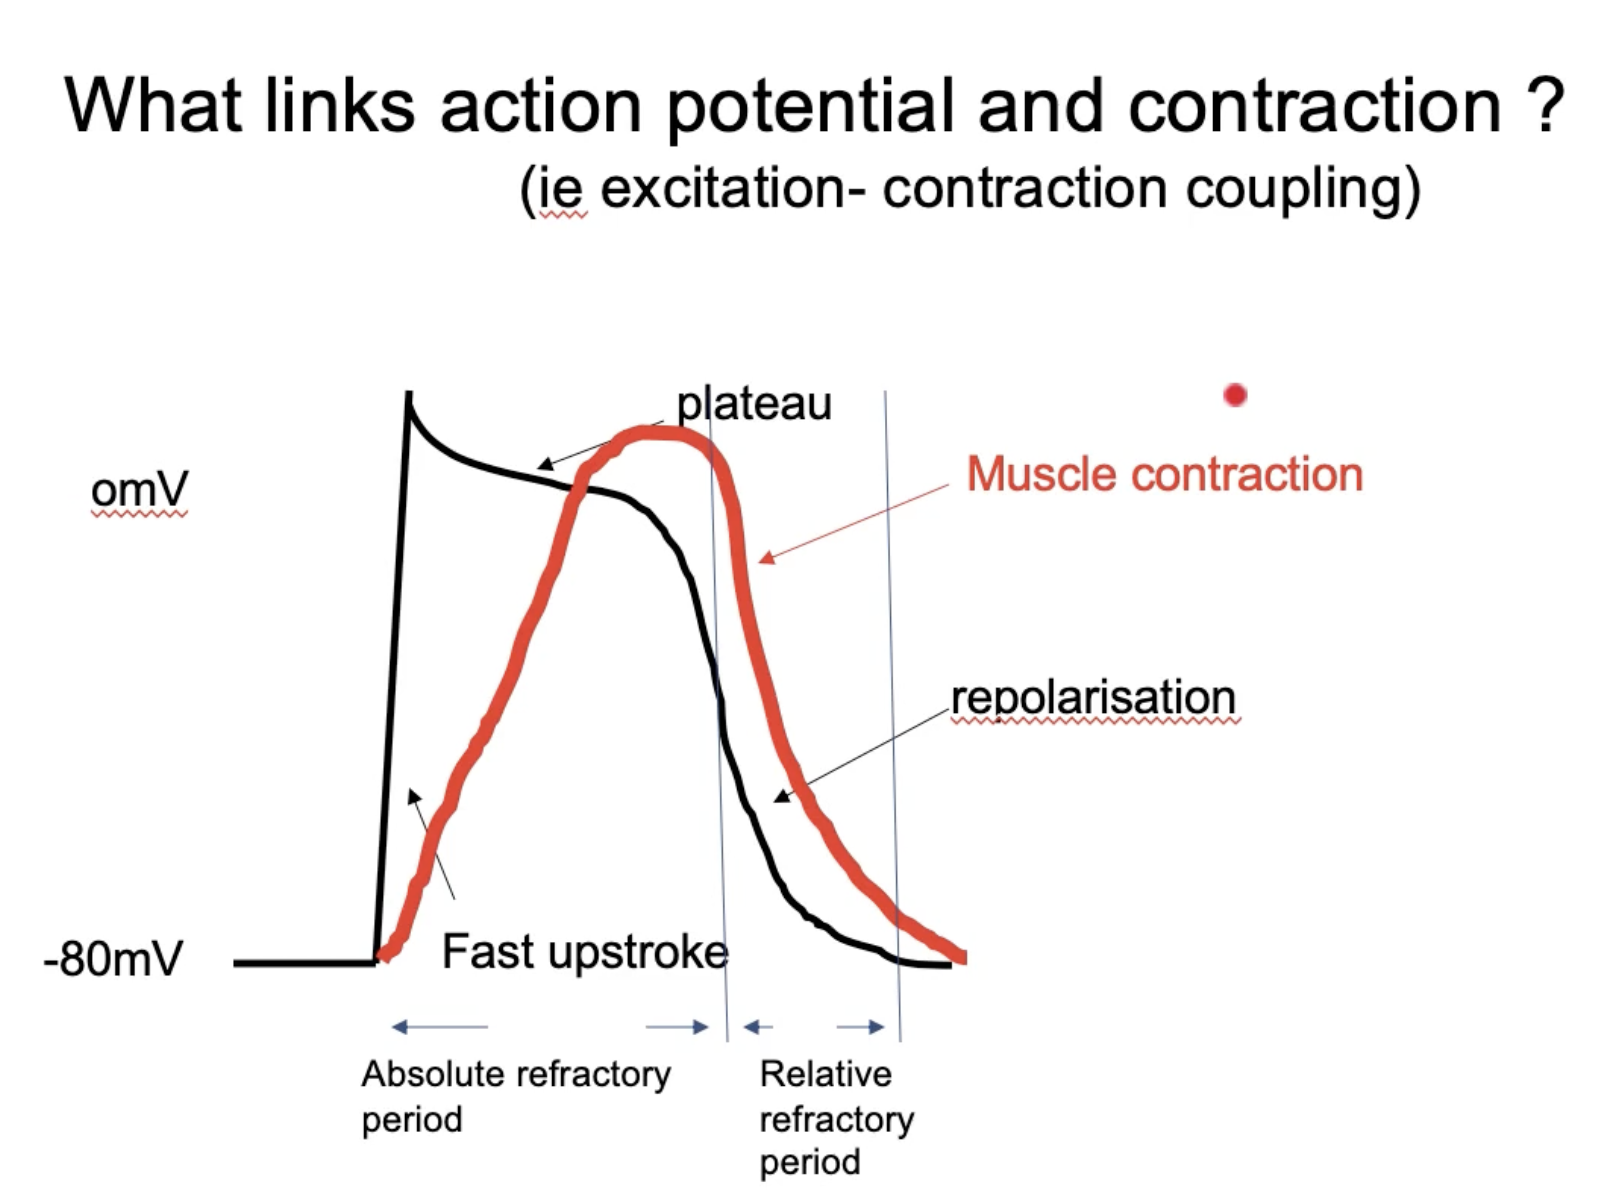 What links action potential and contraction ?
(ie excitation- contraction coupling)
plateau
omV
Muscle contraction
repolarisation
-80mV
Fast upstroke
Absolute refractory
period
Relative
refractory
period